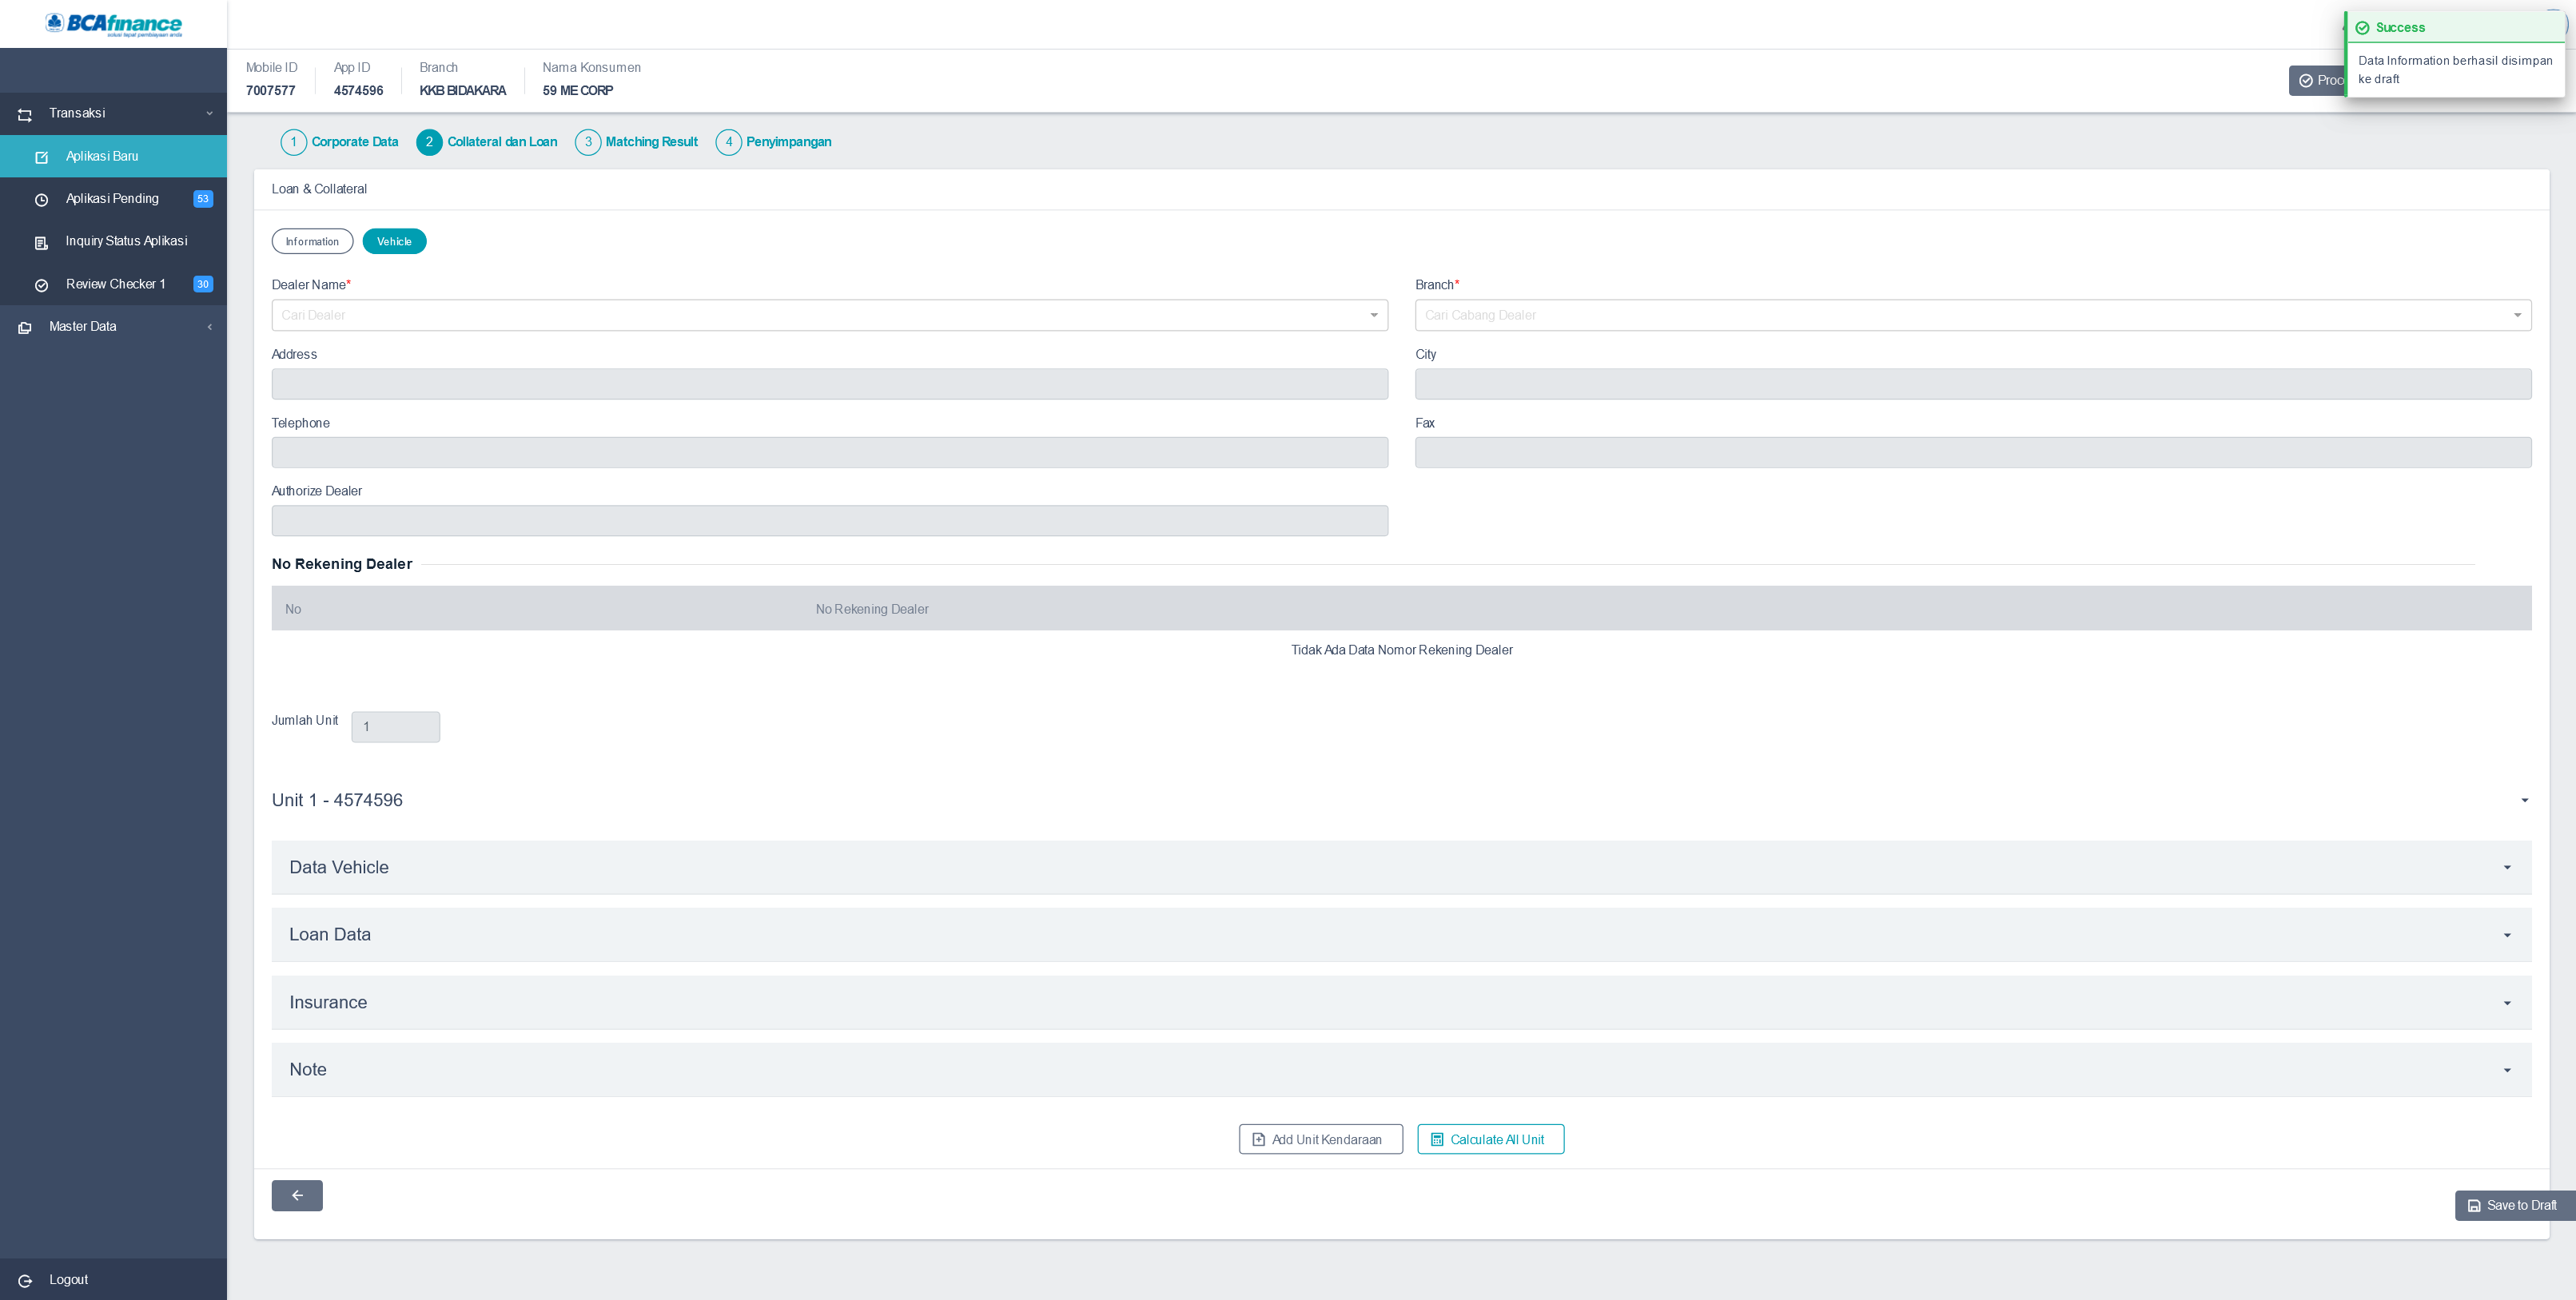 BCAfinance
solusi tepat pembiayaan anda
Success
Data Information berhasil disimpan
ke draft
Mobile ID
7007577
App ID
4574596
Branch
KKB BIDAKARA
Nama Konsumen
59 ME CORP
Transaksi
Aplikasi Baru
Aplikasi Pending 53
Inquiry Status Aplikasi
Review Checker 1 30
Master Data
Logout
1 Corporate Data 2 Collateral dan Loan 3 Matching Result 4 Penyimpangan
Loan & Collateral
Information Vehicle
Dealer Name* Branch*
Cari Dealer Cari Cabang Dealer
Address City
Telephone Fax
Authorize Dealer
No Rekening Dealer
No No Rekening Dealer
Tidak Ada Data Nomor Rekening Dealer
Jumlah Unit 1
Unit 1 - 4574596
Data Vehicle
Loan Data
Insurance
Note
Add Unit Kendaraan Calculate All Unit
Save to Draft